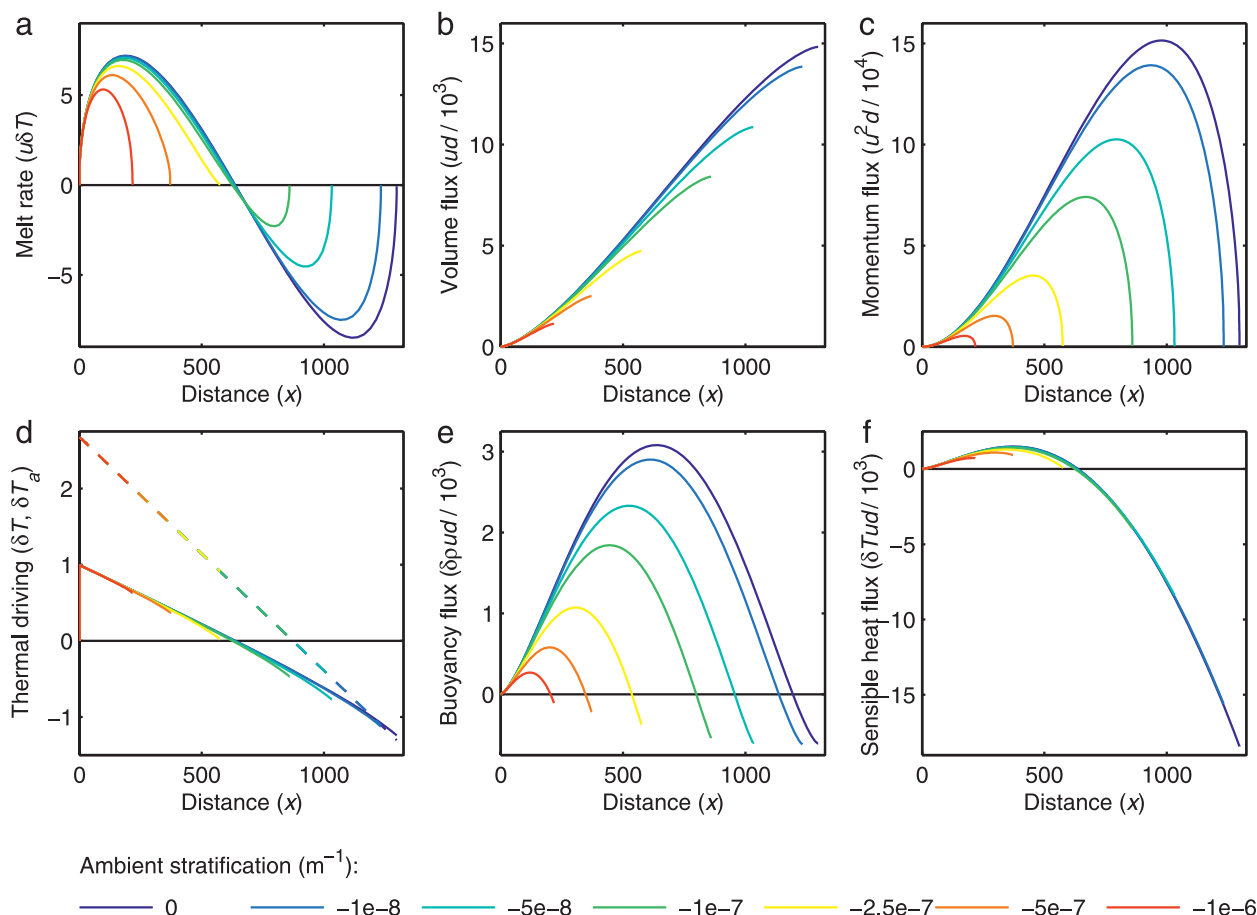 a
Melt rate (uδT)
5
0
−5
0
500
1000
Distance (x)
b
Volume flux (ud / 10³)
15
10
5
0
0
500
1000
Distance (x)
c
Momentum flux (u²d / 10⁴)
15
10
5
0
0
500
1000
Distance (x)
d
Thermal driving (δT, δTₐ)
2
1
0
−1
0
500
1000
Distance (x)
e
Buoyancy flux (δρud / 10³)
3
2
1
0
0
500
1000
Distance (x)
f
Sensible heat flux (δTud / 10³)
0
−5
−10
−15
0
500
1000
Distance (x)
Ambient stratification (m⁻¹):
0 −1e−8 −5e−8 −1e−7 −2.5e−7 −5e−7 −1e−6